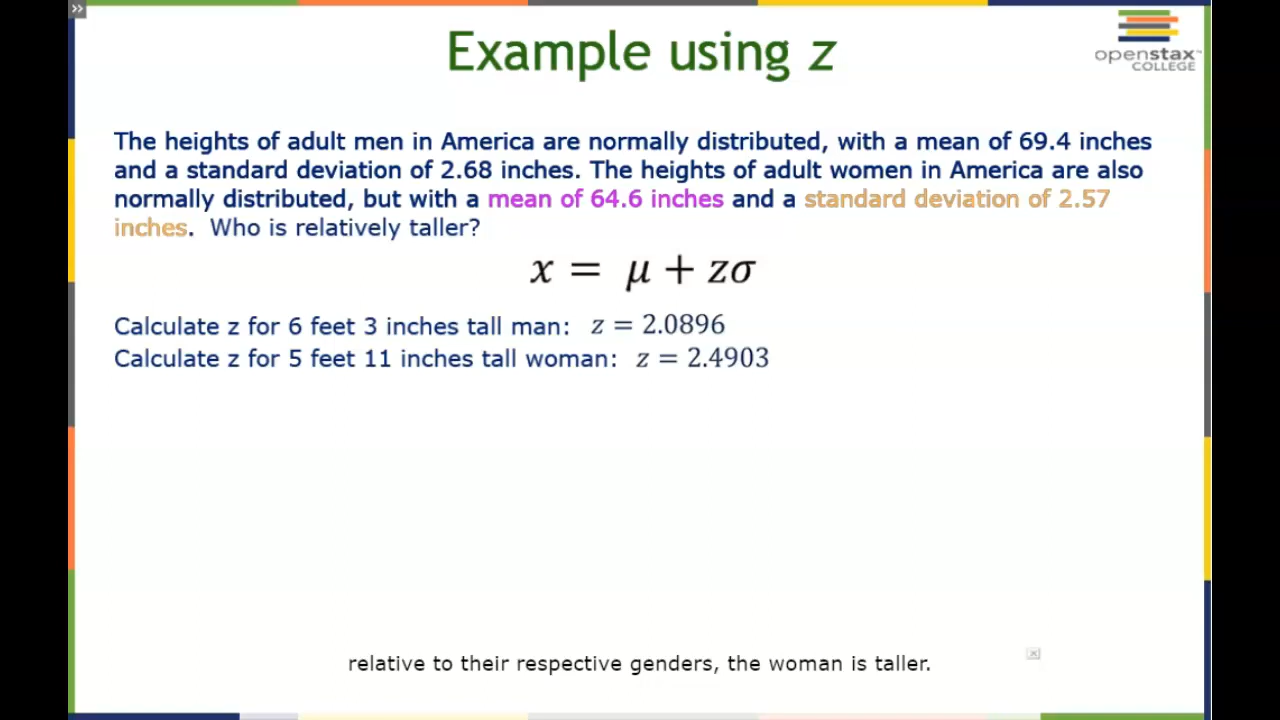 >>
Example using z
openstax™
COLLEGE
The heights of adult men in America are normally distributed, with a mean of 69.4 inches
and a standard deviation of 2.68 inches. The heights of adult women in America are also
normally distributed, but with a mean of 64.6 inches and a standard deviation of 2.57
inches. Who is relatively taller?
x = μ + zσ
Calculate z for 6 feet 3 inches tall man: z = 2.0896
Calculate z for 5 feet 11 inches tall woman: z = 2.4903
relative to their respective genders, the woman is taller.